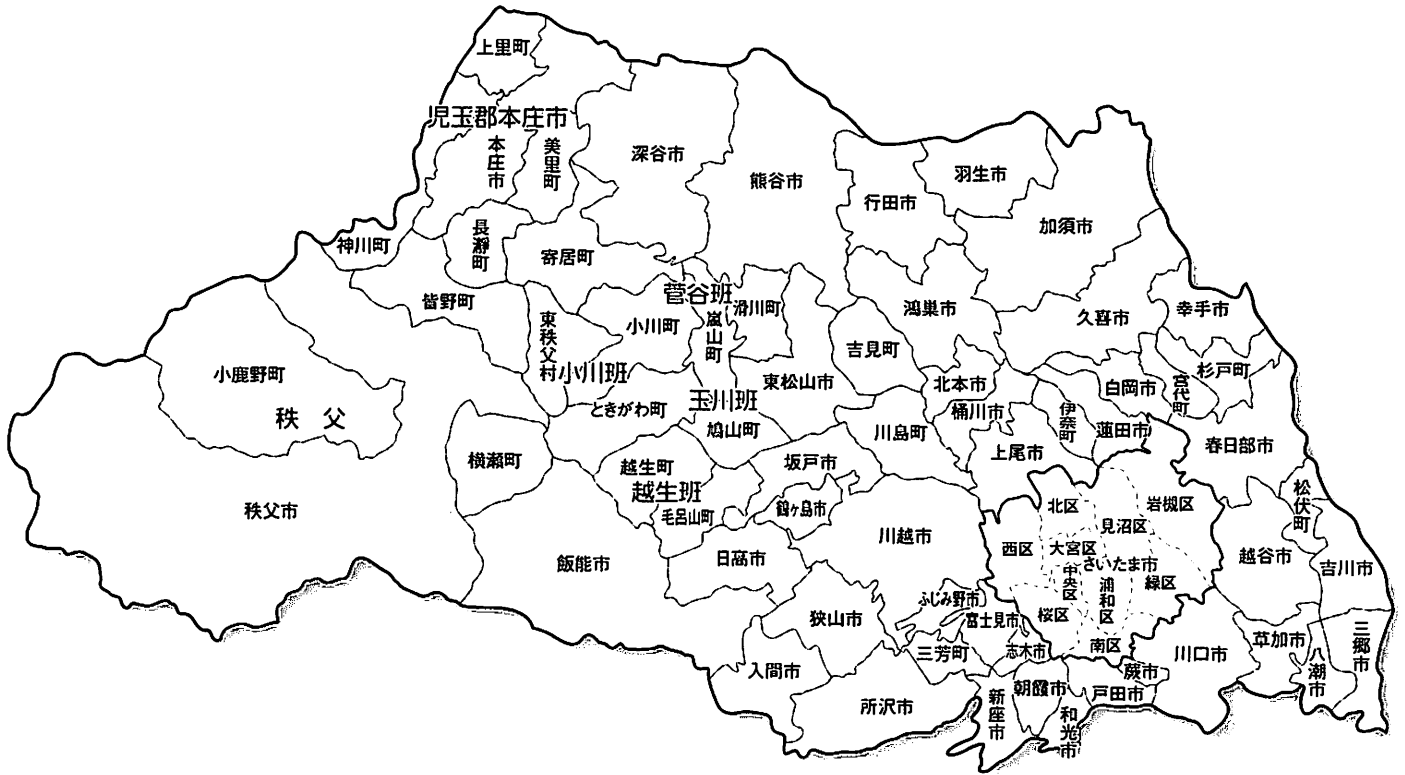 上里町
児玉郡本庄市
本庄市
美里町
深谷市
熊谷市
行田市
羽生市
加須市
神川町
長瀞町
寄居町
皆野町
東秩父村
小川町
菅谷班
嵐山町
滑川町
吉見町
鴻巣市
久喜市
幸手市
小鹿野町
秩父
小川班
ときがわ町
玉川班
東松山市
鳩山町
北本市
桶川市
川島町
上尾市
伊奈町
白岡市
蓮田市
宮代町
杉戸町
春日部市
横瀬町
越生町
越生班
毛呂山町
坂戸市
鶴ヶ島市
秩父市
飯能市
日高市
川越市
西区
北区
見沼区
岩槻区
大宮区
さいたま市
中央区
浦和区
緑区
桜区
南区
松伏町
越谷市
吉川市
狭山市
ふじみ野市
富士見市
三芳町
志木市
入間市
所沢市
新座市
朝霞市
和光市
戸田市
蕨市
川口市
草加市
潮市
三郷市